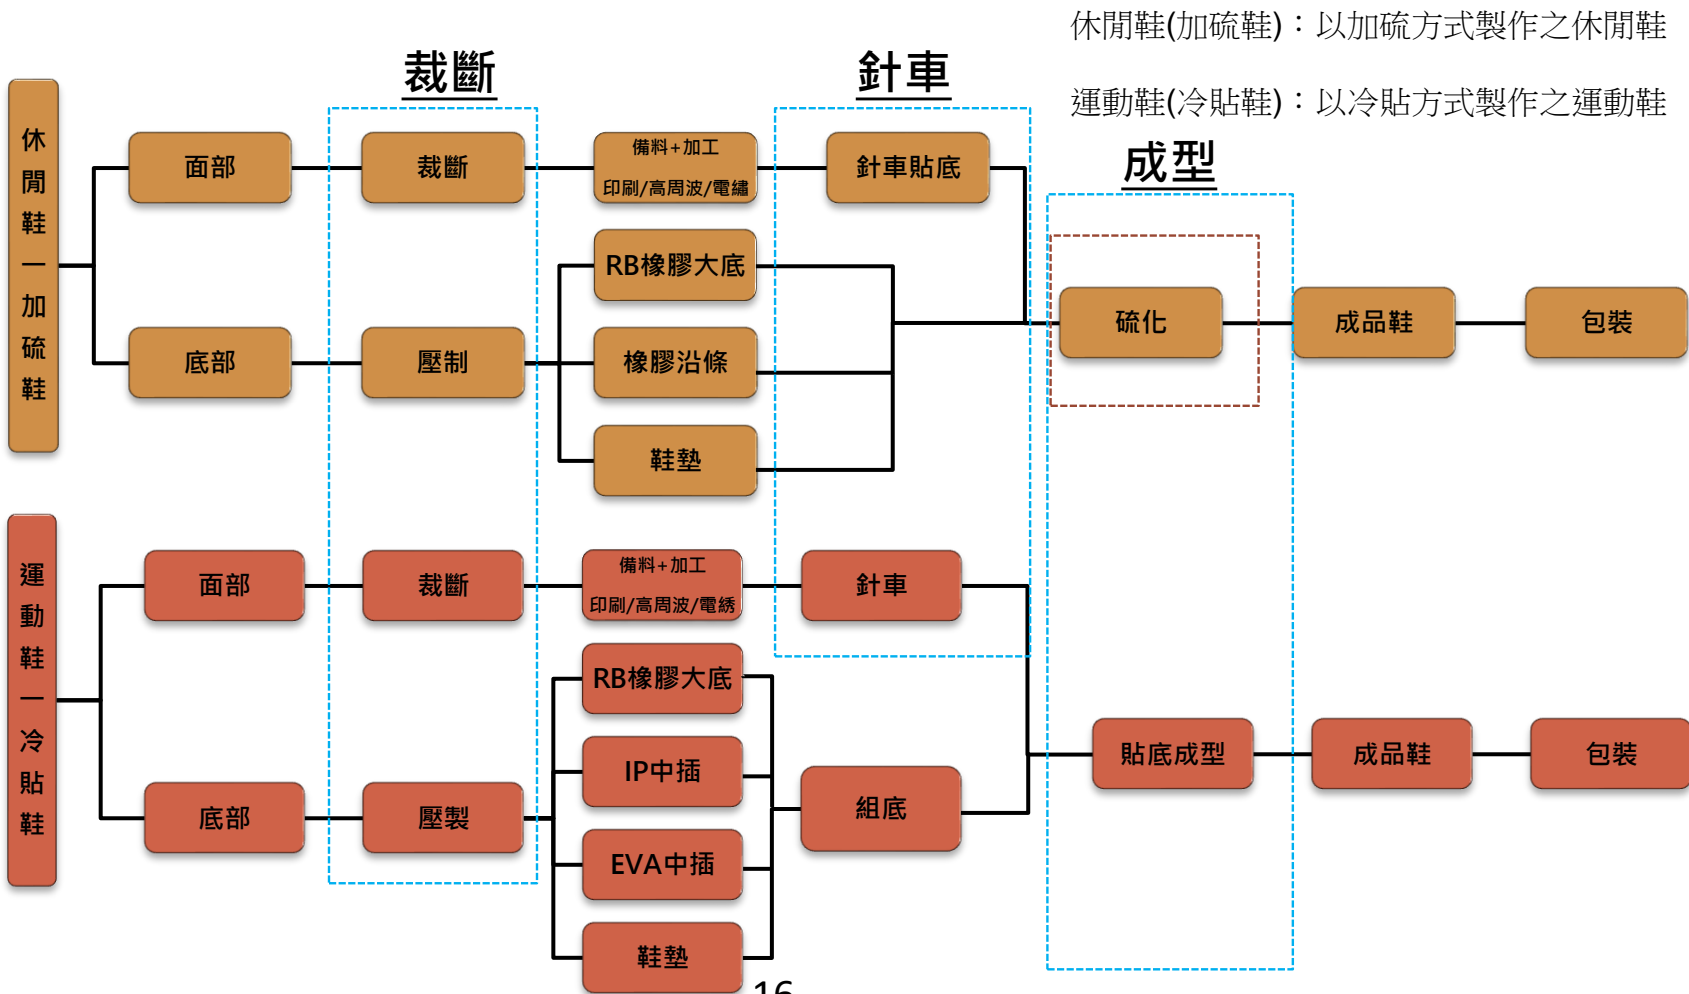 休閒鞋(加硫鞋)：以加硫方式製作之休閒鞋
運動鞋(冷貼鞋)：以冷貼方式製作之運動鞋
裁斷
針車
成型
休閒鞋—加硫鞋
面部
裁斷
備料+加工
印刷/高周波/電繡
針車貼底
底部
壓制
RB橡膠大底
橡膠沿條
鞋墊
硫化
成品鞋
包裝
運動鞋—冷貼鞋
面部
裁斷
備料+加工
印刷/高周波/電綉
針車
底部
壓製
RB橡膠大底
IP中插
EVA中插
鞋墊
組底
貼底成型
成品鞋
包裝
16